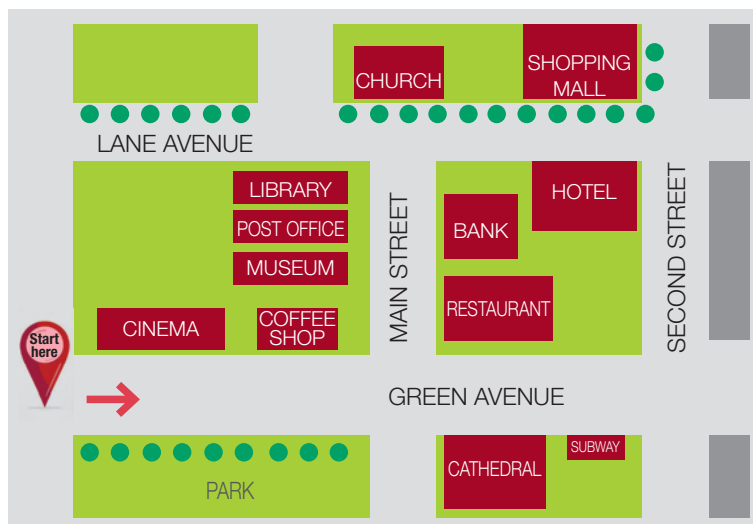 CHURCH
SHOPPING
MALL
LANE AVENUE
LIBRARY
POST OFFICE
MUSEUM
CINEMA
COFFEE
SHOP
MAIN STREET
BANK
HOTEL
RESTAURANT
SECOND STREET
Start
here
GREEN AVENUE
PARK
CATHEDRAL
SUBWAY